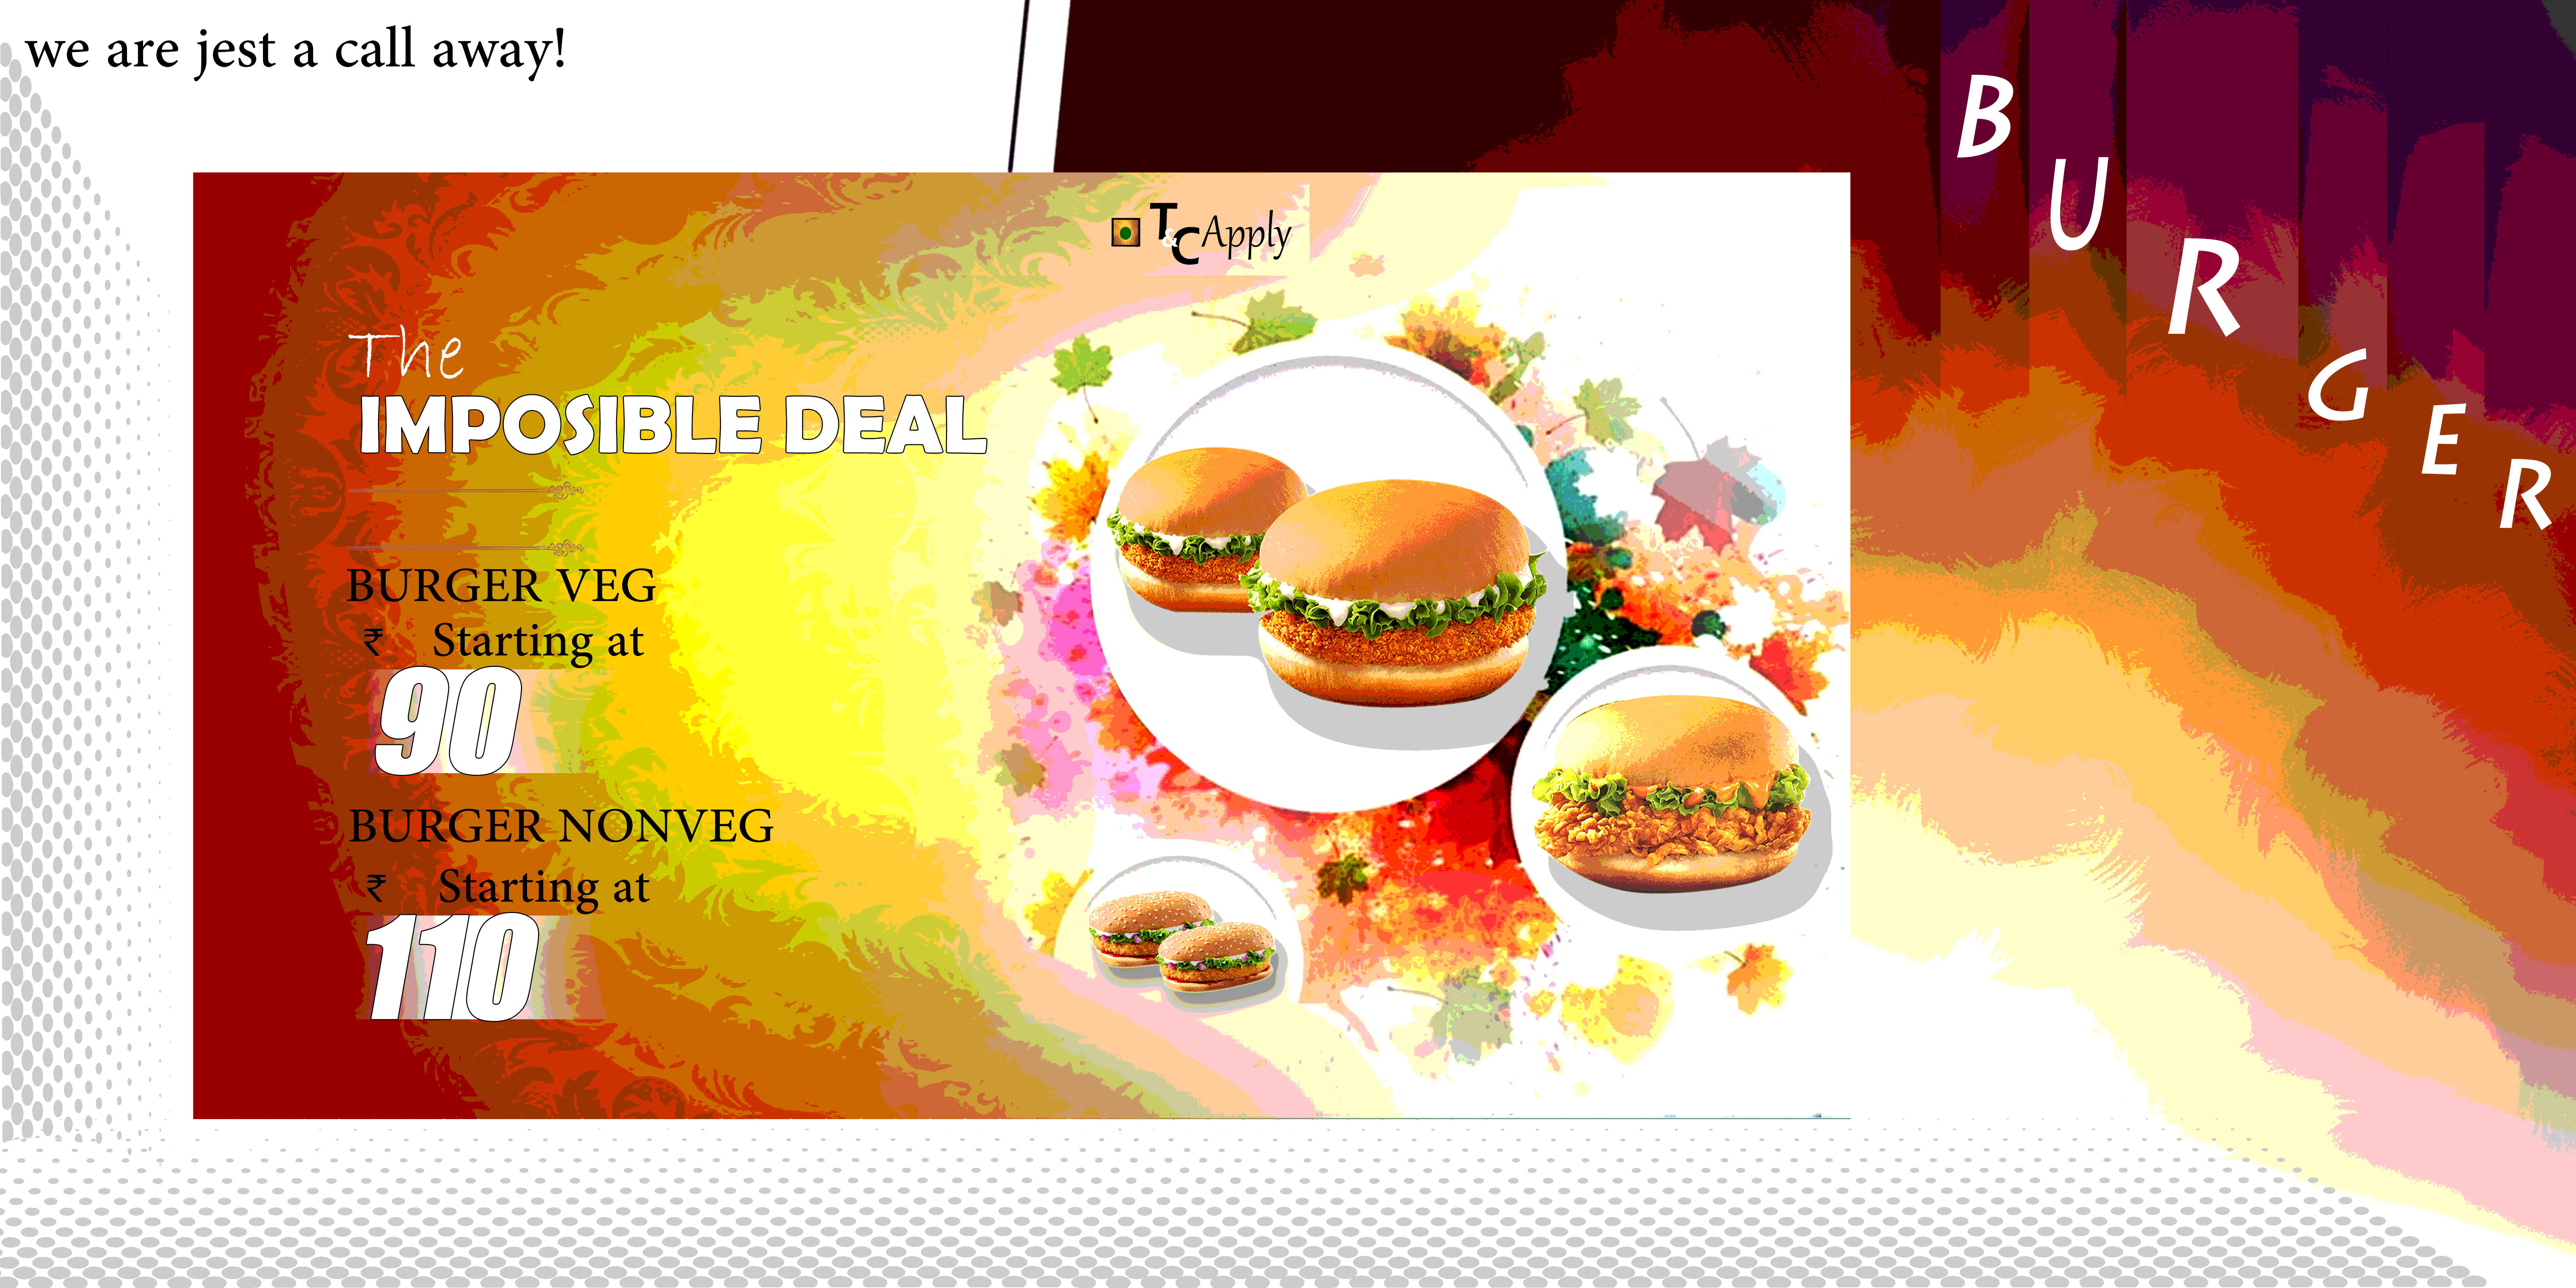 we are jest a call away!
BURGER
T&C Apply
The
IMPOSIBLE DEAL
BURGER VEG
₹ Starting at
90
BURGER NONVEG
₹ Starting at
110